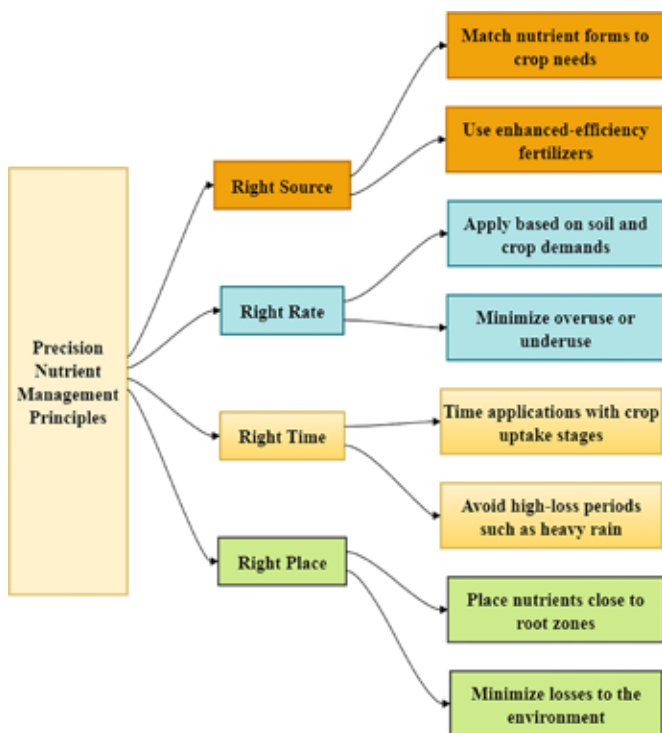 Precision
Nutrient
Management
Principles
Right Source
Match nutrient forms to
crop needs
Use enhanced-efficiency
fertilizers
Right Rate
Apply based on soil and
crop demands
Minimize overuse or
underuse
Right Time
Time applications with crop
uptake stages
Avoid high-loss periods
such as heavy rain
Right Place
Place nutrients close to
root zones
Minimize losses to the
environment